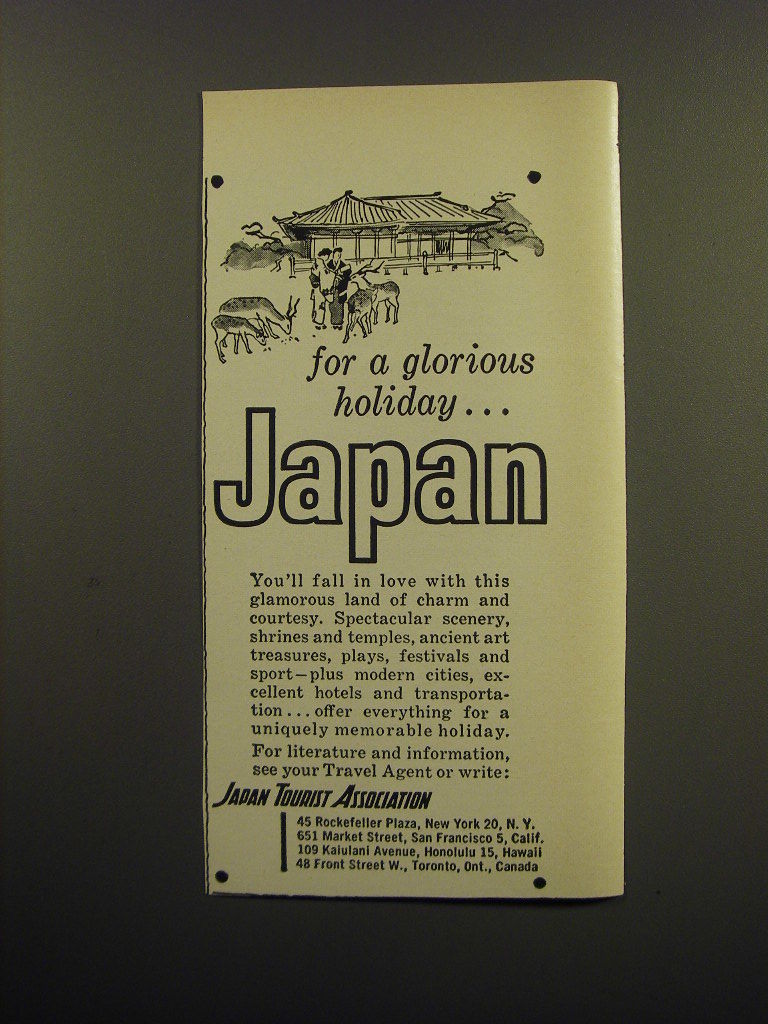 for a glorious
holiday...
Japan
You'll fall in love with this
glamorous land of charm and
courtesy. Spectacular scenery,
shrines and temples, ancient art
treasures, plays, festivals and
sport—plus modern cities, ex-
cellent hotels and transporta-
tion...offer everything for a
uniquely memorable holiday.
For literature and information,
see your Travel Agent or write:
JAPAN TOURIST ASSOCIATION
45 Rockefeller Plaza, New York 20, N. Y.
651 Market Street, San Francisco 5, Calif.
109 Kaiulani Avenue, Honolulu 15, Hawaii
48 Front Street W., Toronto, Ont., Canada